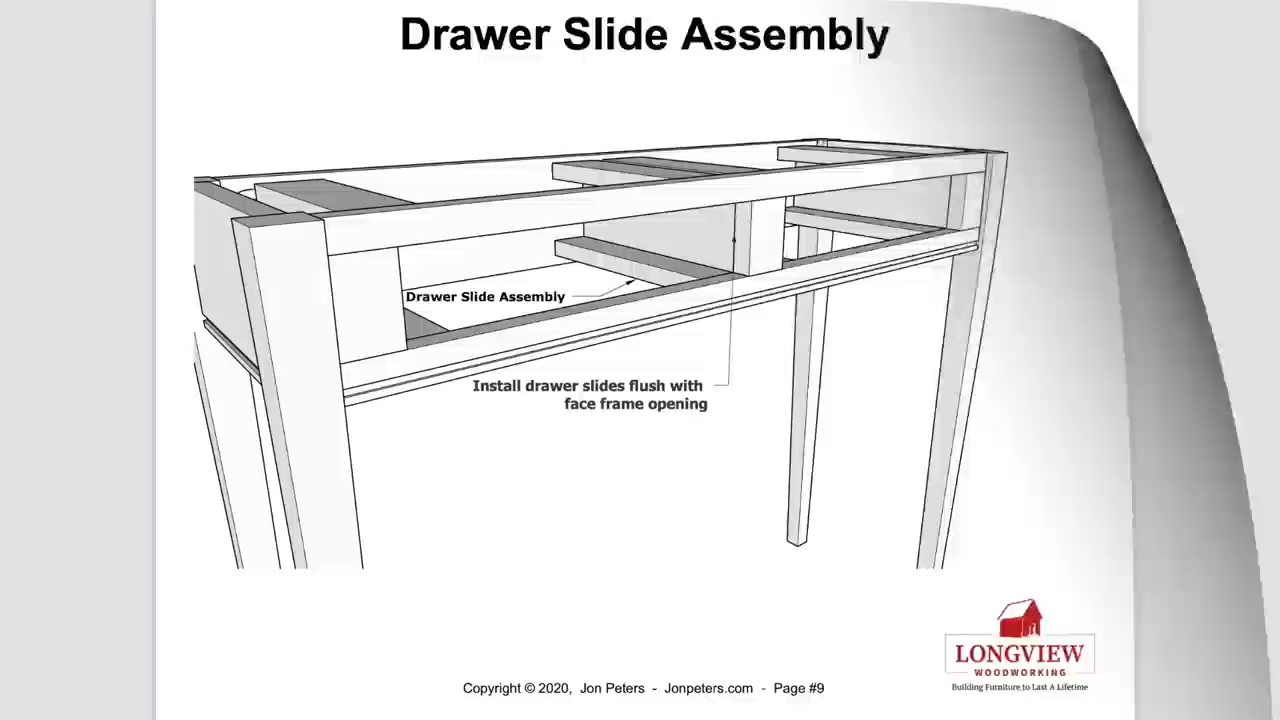 Drawer Slide Assembly
Drawer Slide Assembly
Install drawer slides flush with
face frame opening
LONGVIEW
WOODWORKING
Building Furniture to Last A Lifetime
Copyright © 2020, Jon Peters - Jonpeters.com - Page #9